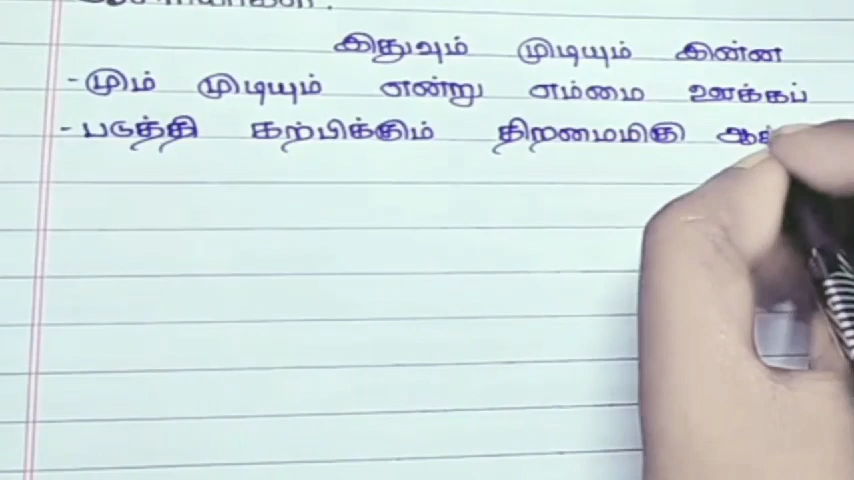 இதுவும் முடியும் இன்ன
-மும் முடியும் என்று எம்மை ஊக்கப்
-படுத்தி கற்பிக்கும் திறமைமிகு